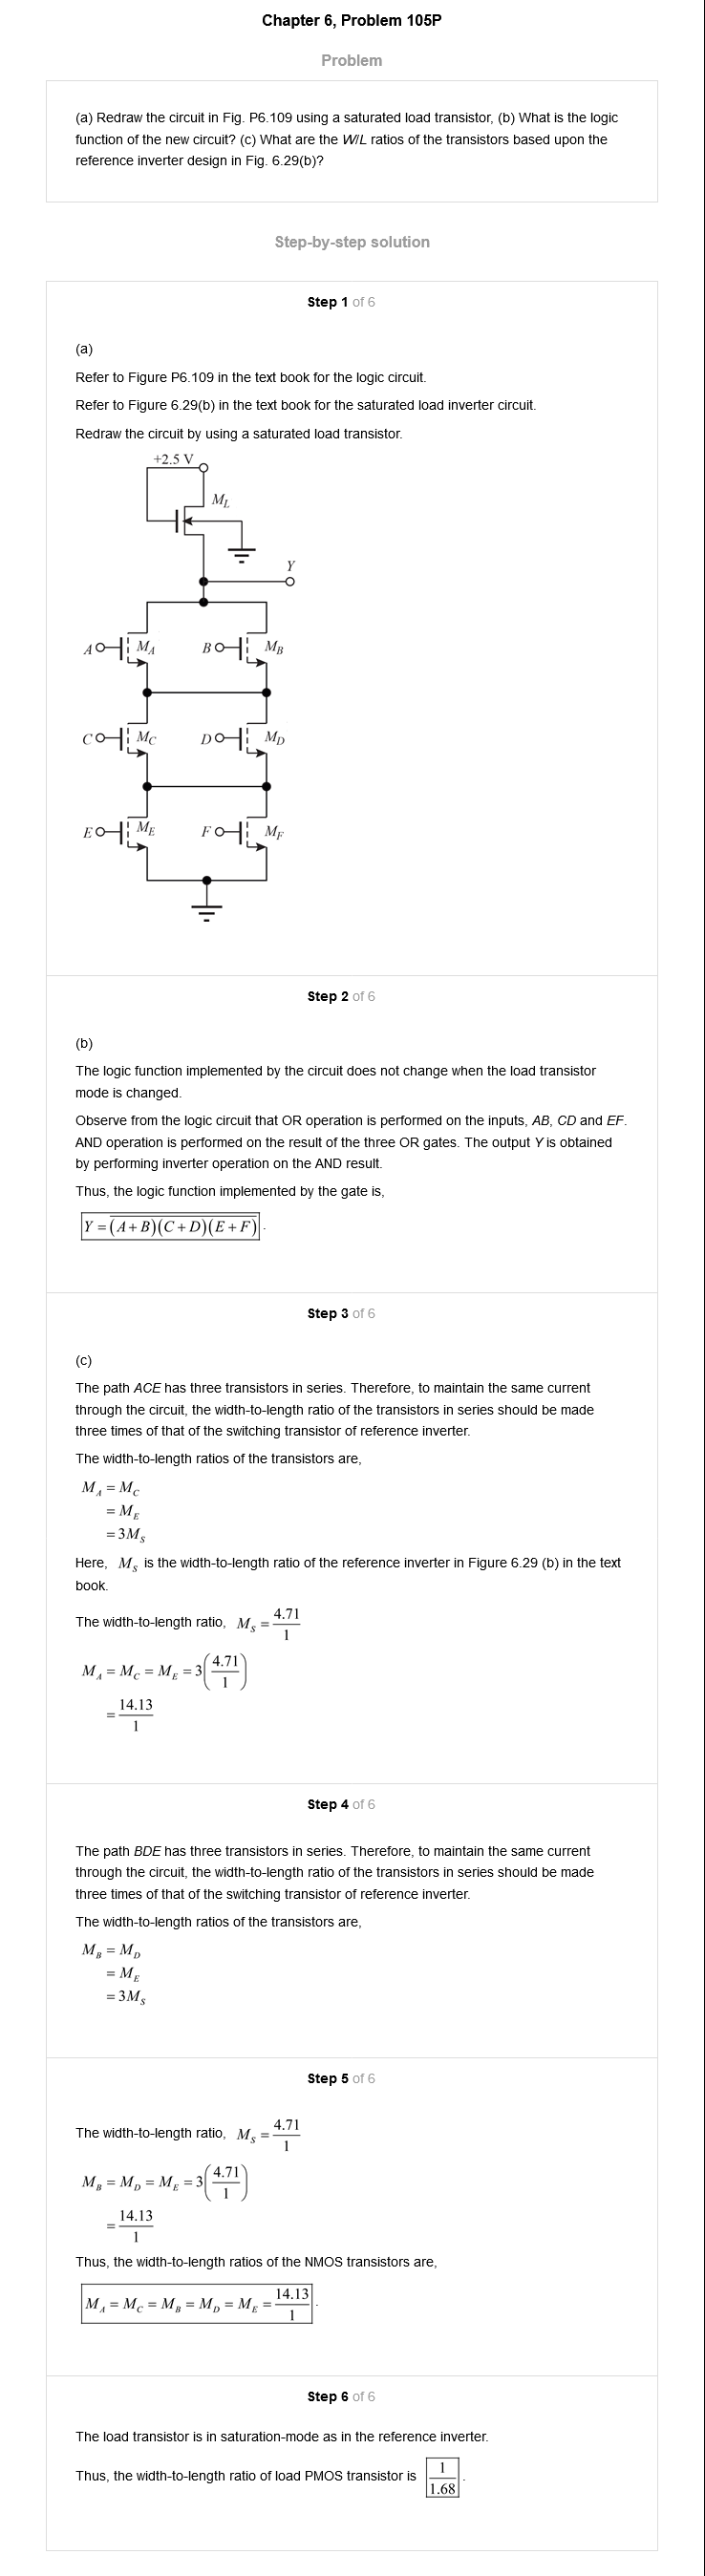 Chapter 6, Problem 105P
Problem
(a) Redraw the circuit in Fig. P6.109 using a saturated load transistor, (b) What is the logic
function of the new circuit? (c) What are the W/L ratios of the transistors based upon the
reference inverter design in Fig. 6.29(b)?
Step-by-step solution
Step 1 of 6
(a)
Refer to Figure P6.109 in the text book for the logic circuit.
Refer to Figure 6.29(b) in the text book for the saturated load inverter circuit.
Redraw the circuit by using a saturated load transistor.
+2.5 V
M_L
Y
A M_A B M_B
C M_C D M_D
E M_E F M_F
Step 2 of 6
(b)
The logic function implemented by the circuit does not change when the load transistor
mode is changed.
Observe from the logic circuit that OR operation is performed on the inputs, AB, CD and EF.
AND operation is performed on the result of the three OR gates. The output Y is obtained
by performing inverter operation on the AND result.
Thus, the logic function implemented by the gate is,
Y = \overline{(A+B)(C+D)(E+F)}.
Step 3 of 6
(c)
The path ACE has three transistors in series. Therefore, to maintain the same current
through the circuit, the width-to-length ratio of the transistors in series should be made
three times of that of the switching transistor of reference inverter.
The width-to-length ratios of the transistors are,
M_A = M_C
= M_E
= 3M_S
Here, M_S is the width-to-length ratio of the reference inverter in Figure 6.29 (b) in the text
book.
The width-to-length ratio, M_S = \frac{4.71}{1}
M_A = M_C = M_E = 3(\frac{4.71}{1})
= \frac{14.13}{1}
Step 4 of 6
The path BDE has three transistors in series. Therefore, to maintain the same current
through the circuit, the width-to-length ratio of the transistors in series should be made
three times of that of the switching transistor of reference inverter.
The width-to-length ratios of the transistors are,
M_B = M_D
= M_E
= 3M_S
Step 5 of 6
The width-to-length ratio, M_S = \frac{4.71}{1}
M_B = M_D = M_E = 3(\frac{4.71}{1})
= \frac{14.13}{1}
Thus, the width-to-length ratios of the NMOS transistors are,
M_A = M_C = M_B = M_D = M_E = \frac{14.13}{1}.
Step 6 of 6
The load transistor is in saturation-mode as in the reference inverter.
Thus, the width-to-length ratio of load PMOS transistor is \frac{1}{1.68}.